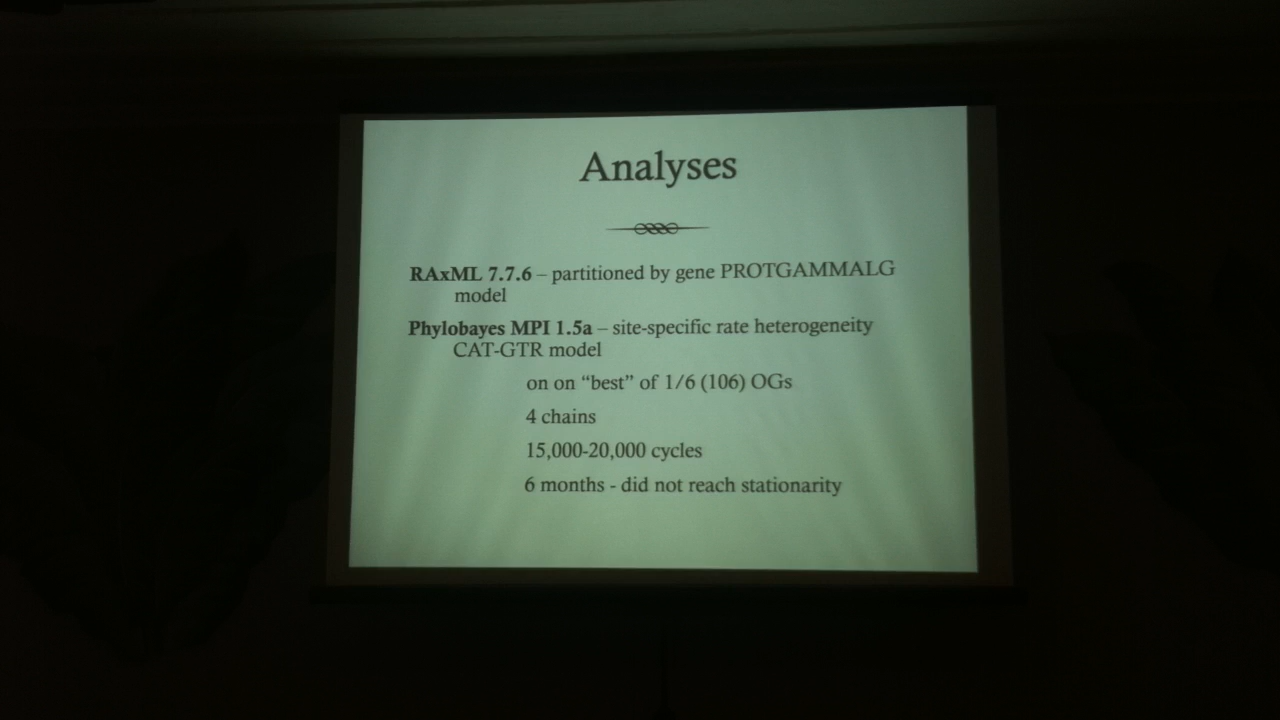 Analyses
RAxML 7.7.6 – partitioned by gene PROTGAMMALG
model
Phylobayes MPI 1.5a – site-specific rate heterogeneity
CAT-GTR model
on on “best” of 1/6 (106) OGs
4 chains
15,000-20,000 cycles
6 months - did not reach stationarity